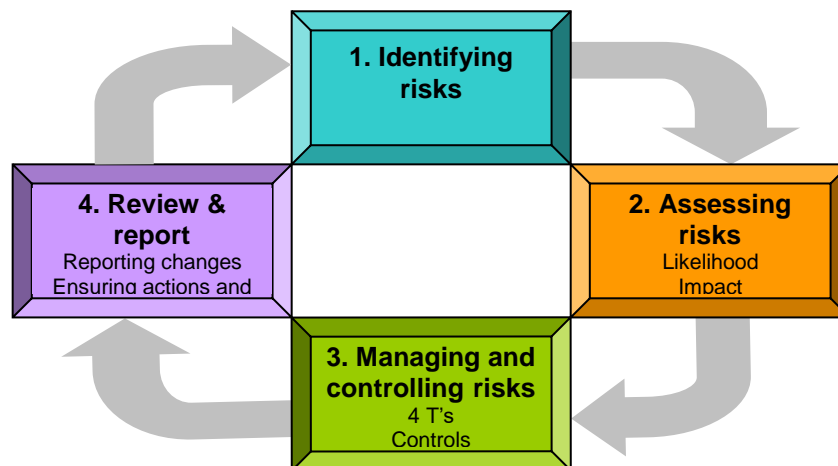 1. Identifying
risks
2. Assessing
risks
Likelihood
Impact
3. Managing and
controlling risks
4 T's
Controls
4. Review &
report
Reporting changes
Ensuring actions and